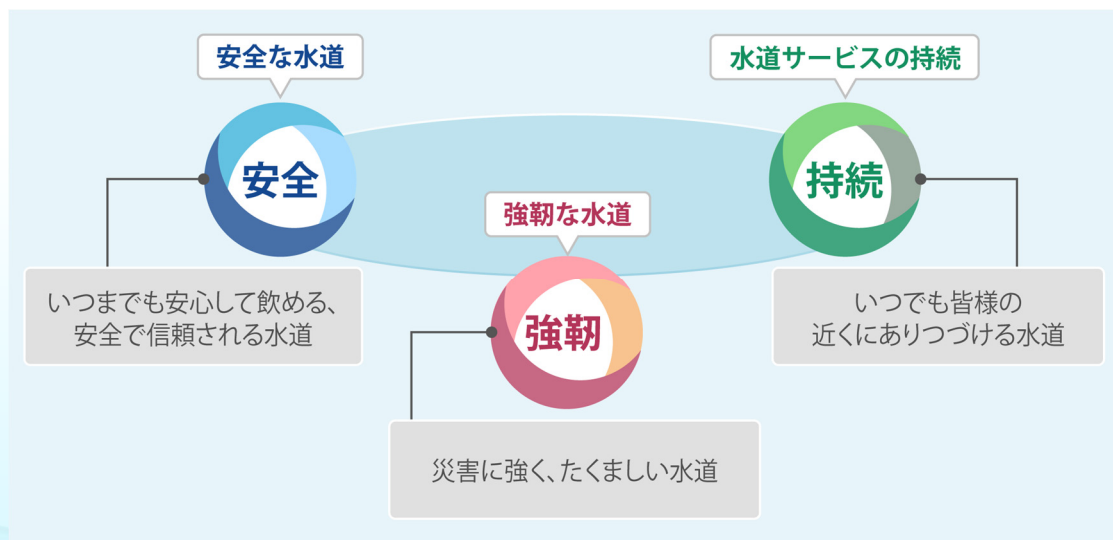 安全な水道
安全
いつまでも安心して飲める、
安全で信頼される水道
強靭な水道
強靭
災害に強く、たくましい水道
水道サービスの持続
持続
いつでも皆様の
近くにありつづける水道